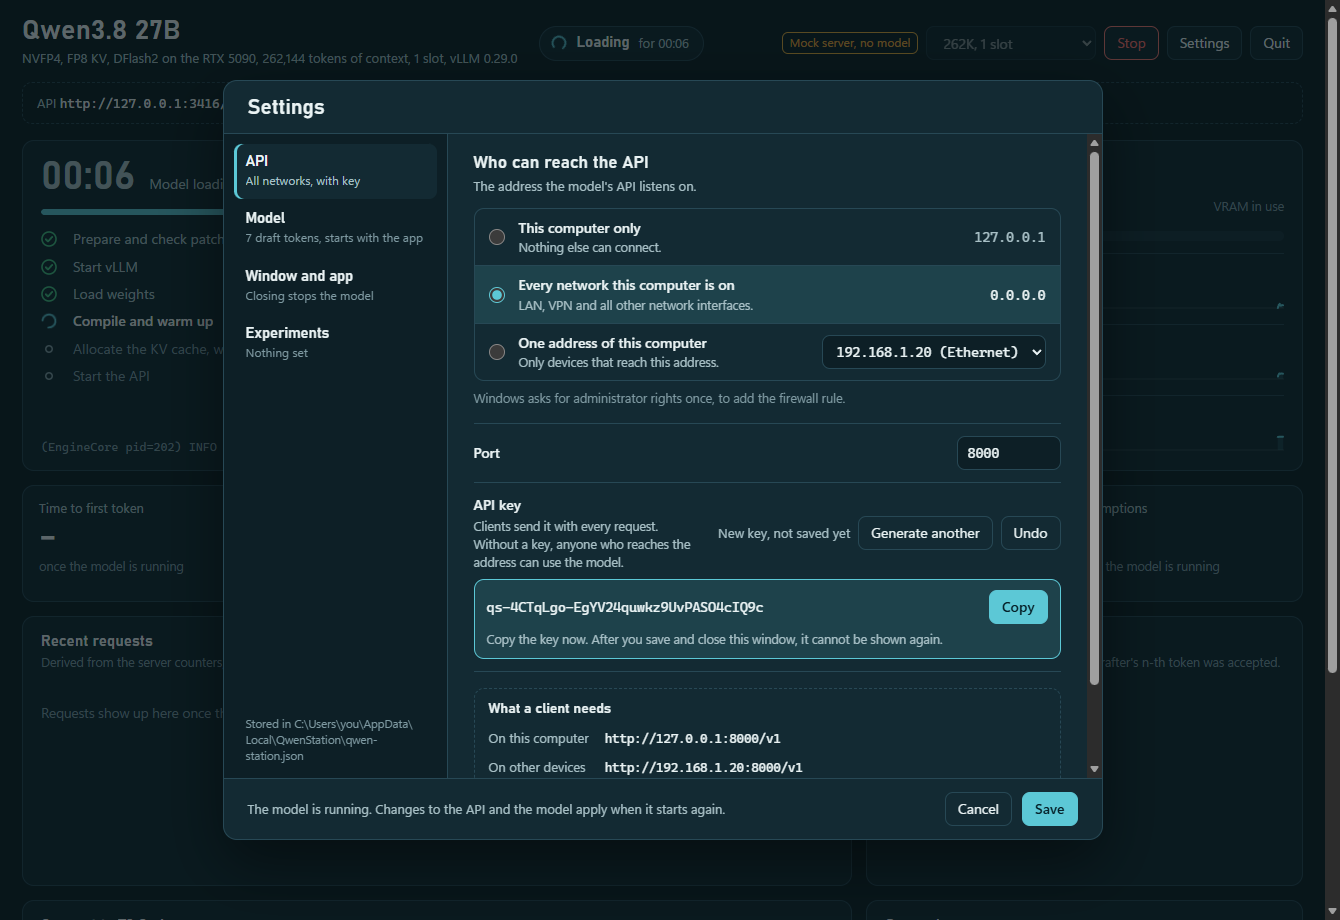 Qwen3.8 27B
NVFP4, FP8 KV, DFlash2 on the RTX 5090, 262,144 tokens of context, 1 slot, vLLM 0.29.0
Loading for 00:06
Mock server, no model
262K, 1 slot
Stop
Settings
Quit
API http://127.0.0.1:3416/
00:06 Model loadi
Prepare and check patch
Start vLLM
Load weights
Compile and warm up
Allocate the KV cache, w
Start the API
(EngineCore pid=202) INFO
VRAM in use
Time to first token
—
once the model is running
mptions
the model is running
Recent requests
Derived from the server counters
Requests show up here once th
rafter's n-th token was accepted.
Settings
API
All networks, with key
Model
7 draft tokens, starts with the app
Window and app
Closing stops the model
Experiments
Nothing set
Stored in C:\Users\you\AppData\
Local\QwenStation\qwen-
station.json
Who can reach the API
The address the model's API listens on.
This computer only
Nothing else can connect.
127.0.0.1
Every network this computer is on
LAN, VPN and all other network interfaces.
0.0.0.0
One address of this computer
Only devices that reach this address.
192.168.1.20 (Ethernet)
Windows asks for administrator rights once, to add the firewall rule.
Port
8000
API key
Clients send it with every request.
Without a key, anyone who reaches the
address can use the model.
New key, not saved yet
Generate another
Undo
qs-4CTqLgo-EgYV24quwkz9UvPASO4cIQ9c
Copy
Copy the key now. After you save and close this window, it cannot be shown again.
What a client needs
On this computer http://127.0.0.1:8000/v1
On other devices http://192.168.1.20:8000/v1
The model is running. Changes to the API and the model apply when it starts again.
Cancel
Save